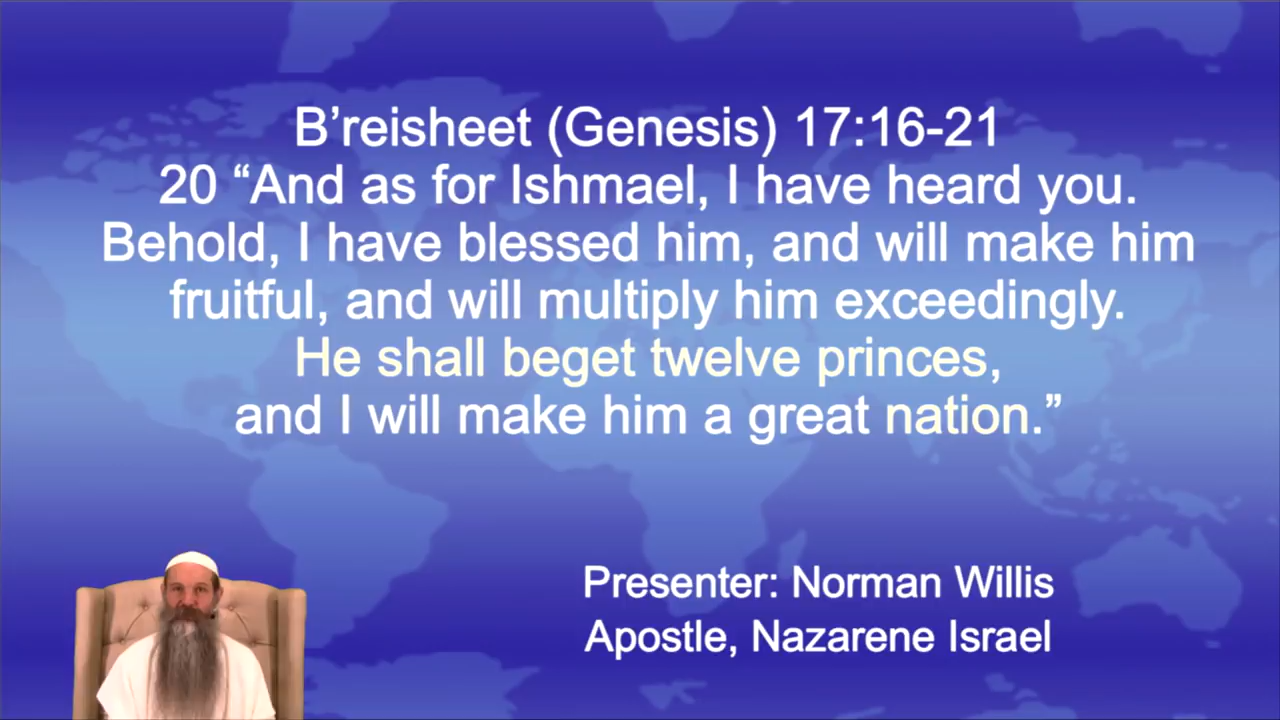 B’reisheet (Genesis) 17:16-21
20 “And as for Ishmael, I have heard you.
Behold, I have blessed him, and will make him
fruitful, and will multiply him exceedingly.
He shall beget twelve princes,
and I will make him a great nation.”
Presenter: Norman Willis
Apostle, Nazarene Israel